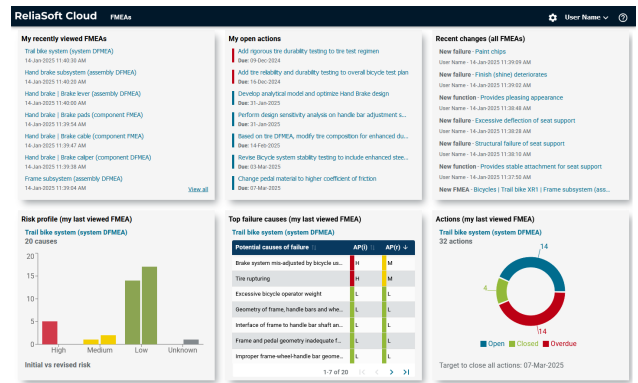 ReliaSoft Cloud FMEAs User Name
My recently viewed FMEAs
Trail bike system (system DFMEA)
14-Jan-2025 11:40:30 AM
Hand brake subsystem (assembly DFMEA)
14-Jan-2025 11:40:20 AM
Hand brake | Brake lever (assembly DFMEA)
14-Jan-2025 11:40:00 AM
Hand brake | Brake pads (component FMEA)
14-Jan-2025 11:39:54 AM
Hand brake | Brake cable (component FMEA)
14-Jan-2025 11:39:47 AM
Hand brake | Brake caliper (component DFMEA)
14-Jan-2025 11:39:38 AM
Frame subsystem (assembly DFMEA)
14-Jan-2025 11:39:04 AM
View all
My open actions
Add rigorous tire durability testing to tire test regimen
Due: 09-Dec-2024
Add tire reliability and durability testing to overall bicycle test plan
Due: 16-Dec-2024
Develop analytical model and optimize Hand Brake design
Due: 31-Jan-2025
Perform design sensitivity analysis on handle bar adjustment s...
Due: 31-Jan-2025
Based on tire DFMEA, modify tire composition for enhanced du...
Due: 14-Feb-2025
Revise Bicycle system stability testing to include enhanced stee...
Due: 03-Mar-2025
Change pedal material to higher coefficient of friction
Due: 07-Mar-2025
Recent changes (all FMEAs)
New failure - Paint chips
User Name - 14-Jan-2025 11:39:09 AM
New failure - Finish (shine) deteriorates
User Name - 14-Jan-2025 11:39:02 AM
New function - Provides pleasing appearance
User Name - 14-Jan-2025 11:38:48 AM
New failure - Excessive deflection of seat support
User Name - 14-Jan-2025 11:38:28 AM
New failure - Structural failure of seat support
User Name - 14-Jan-2025 11:38:10 AM
New function - Provides stable attachment for seat support
User Name - 14-Jan-2025 11:37:50 AM
New FMEA - Bicycles | Trail bike XR1 | Frame subsystem (ass...
Risk profile (my last viewed FMEA)
Trail bike system (system DFMEA)
20 causes
20
15
10
5
0
High Medium Low Unknown
Initial vs revised risk
Top failure causes (my last viewed FMEA)
Trail bike system (system DFMEA)
Potential causes of failure AP(i) AP(r)
Brake system mis-adjusted by bicycle us... H M
Tire rupturing H M
Excessive bicycle operator weight L L
Geometry of frame, handle bars and whe... L L
Interface of frame to handle bar shaft an... L L
Frame and pedal geometry inadequate f... L L
Improper frame-wheel-handle bar geome... L L
1-7 of 20
Actions (my last viewed FMEA)
Trail bike system (system DFMEA)
32 actions
14
4
14
Open Closed Overdue
Target to close all actions: 07-Mar-2025